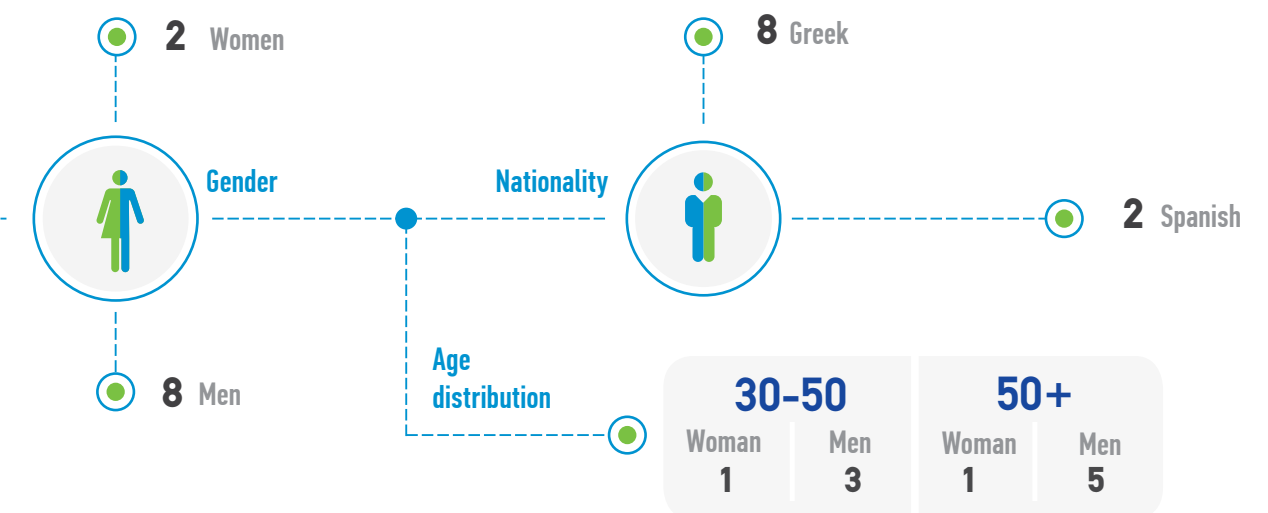 2 Women
8 Greek
Gender
Nationality
2 Spanish
8 Men
Age
distribution
30-50
50+
Woman
Men
Woman
Men
1
3
1
5